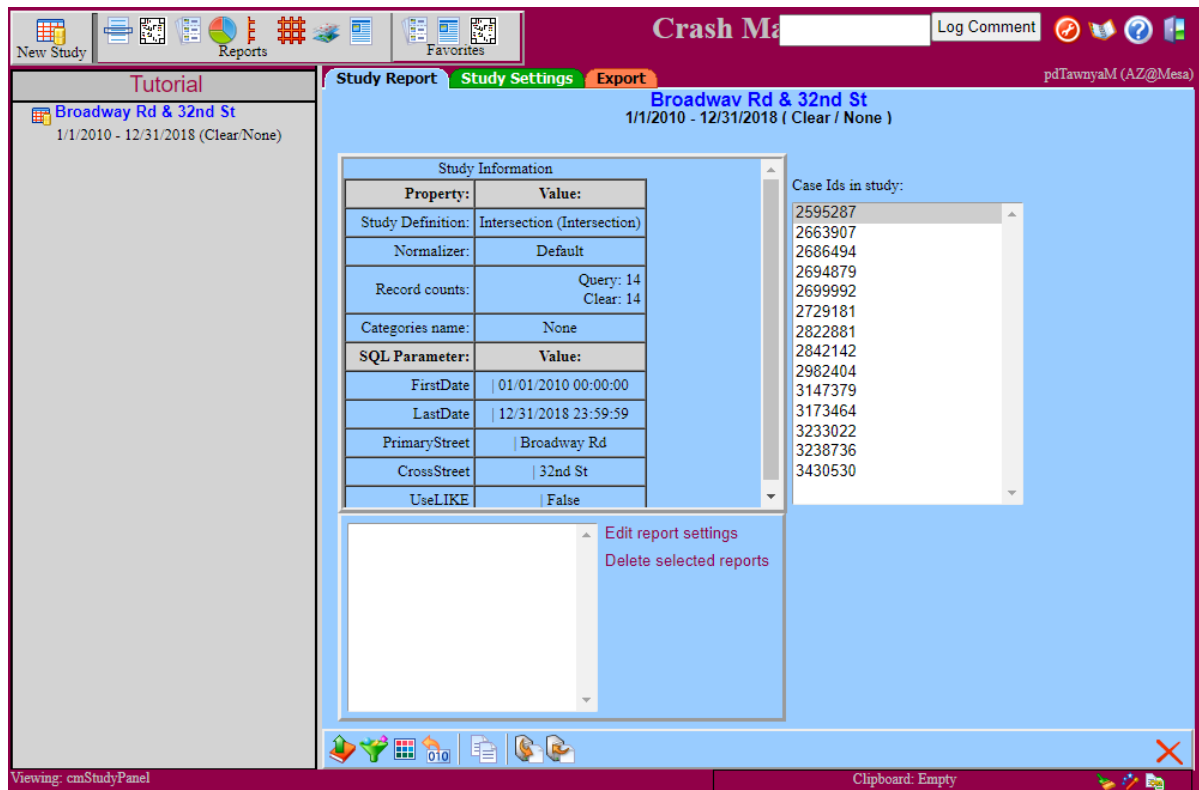 New Study
Reports
Favorites
Crash Ma
Log Comment
pdTawnyaM (AZ@Mesa)
Tutorial
Broadway Rd & 32nd St
1/1/2010 - 12/31/2018 (Clear/None)
Study Report
Study Settings
Export
Broadway Rd & 32nd St
1/1/2010 - 12/31/2018 ( Clear / None )
Study Information
Property: Value:
Study Definition: Intersection (Intersection)
Normalizer: Default
Record counts: Query: 14
Clear: 14
Categories name: None
SQL Parameter: Value:
FirstDate | 01/01/2010 00:00:00
LastDate | 12/31/2018 23:59:59
PrimaryStreet | Broadway Rd
CrossStreet | 32nd St
UseLIKE | False
Case Ids in study:
2595287
2663907
2686494
2694879
2699992
2729181
2822881
2842142
2982404
3147379
3173464
3233022
3238736
3430530
Edit report settings
Delete selected reports
010
Viewing: cmStudyPanel
Clipboard: Empty